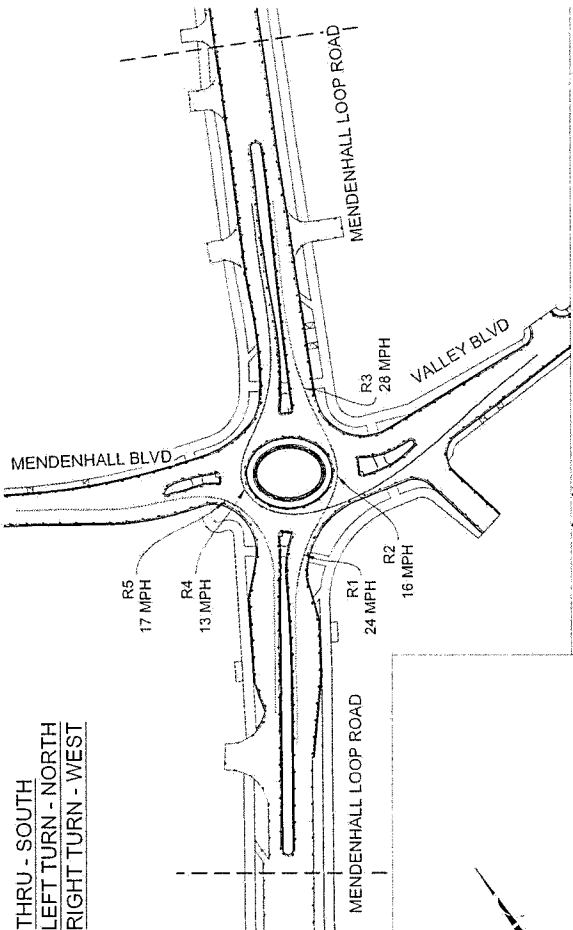 THRU - SOUTH
LEFT TURN - NORTH
RIGHT TURN - WEST
MENDENHALL BLVD
MENDENHALL LOOP ROAD
VALLEY BLVD
R3
28 MPH
R5
17 MPH
R4
13 MPH
R1
24 MPH
R2
16 MPH
MENDENHALL LOOP ROAD